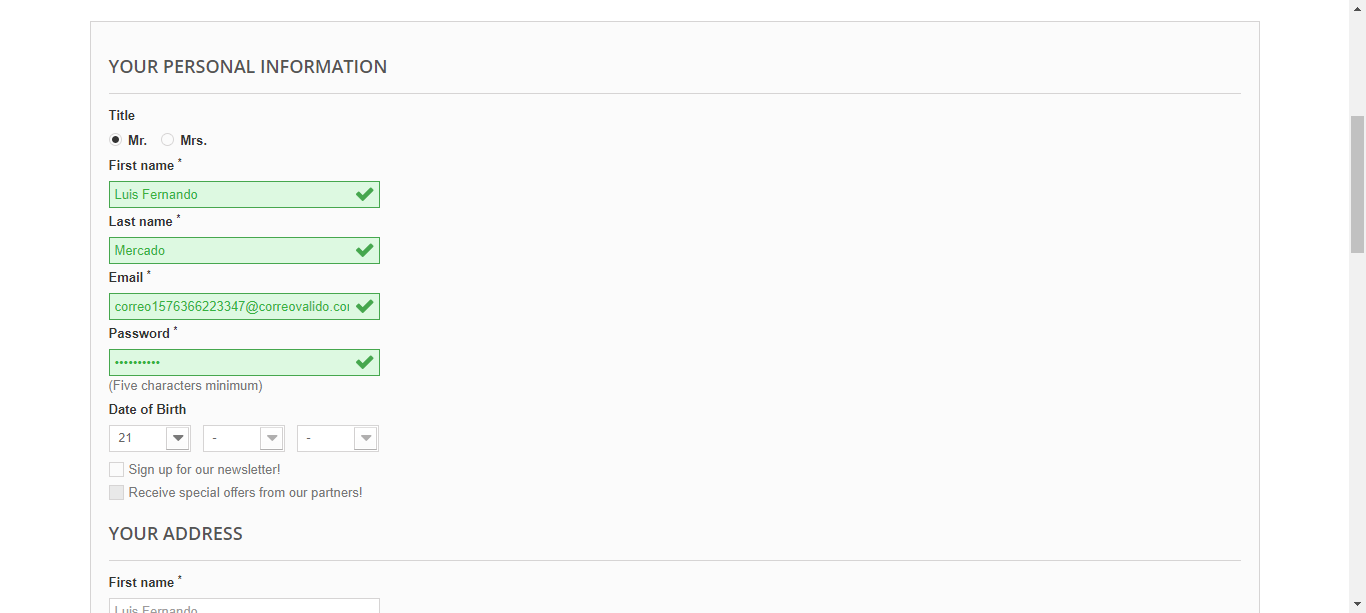 YOUR PERSONAL INFORMATION
Title
Mr. Mrs.
First name *
Luis Fernando
Last name *
Mercado
Email *
correo1576366223347@correovalido.co
Password *
••••••••••
(Five characters minimum)
Date of Birth
21 - -
Sign up for our newsletter!
Receive special offers from our partners!
YOUR ADDRESS
First name *
Luis Fernando